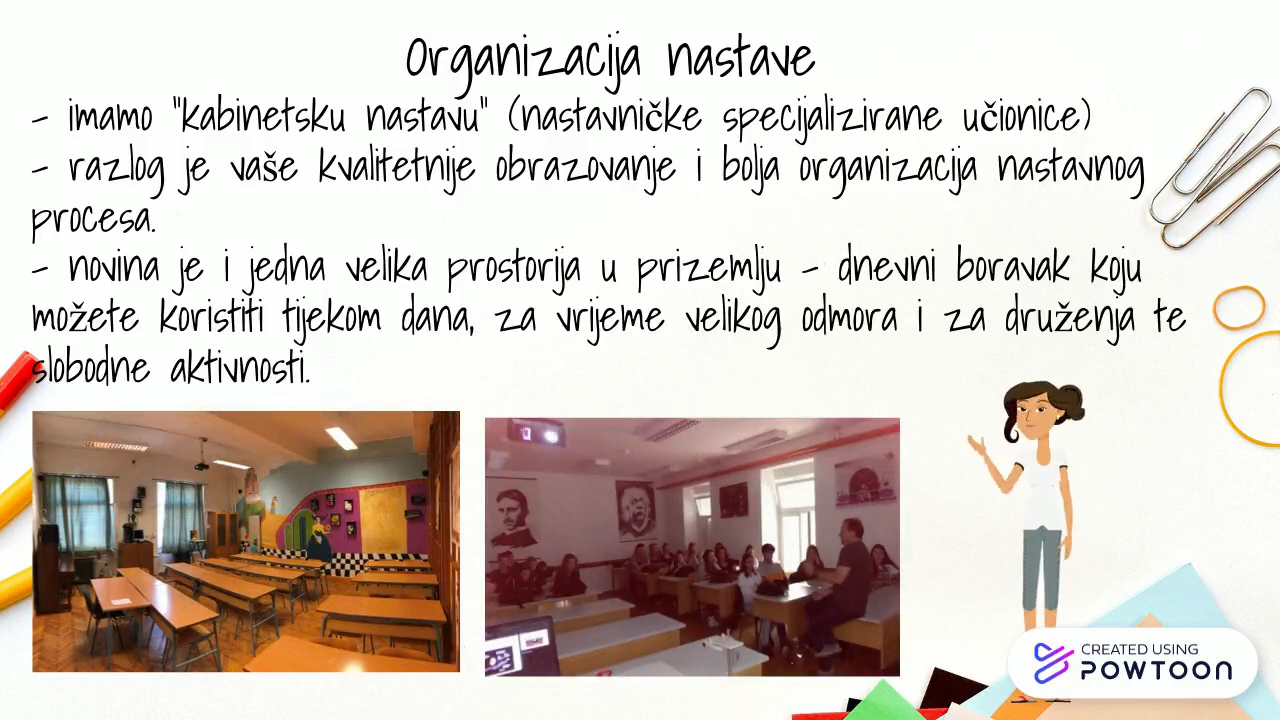 Organizacija nastave
- imamo "kabinetsku nastavu" (nastavničke specijalizirane učionice)
- razlog je vaše kvalitetnije obrazovanje i bolja organizacija nastavnog
procesa.
- novina je i jedna velika prostorija u prizemlju - dnevni boravak koju
možete koristiti tijekom dana, za vrijeme velikog odmora i za druženja te
slobodne aktivnosti.
CREATED USING
POWTOON